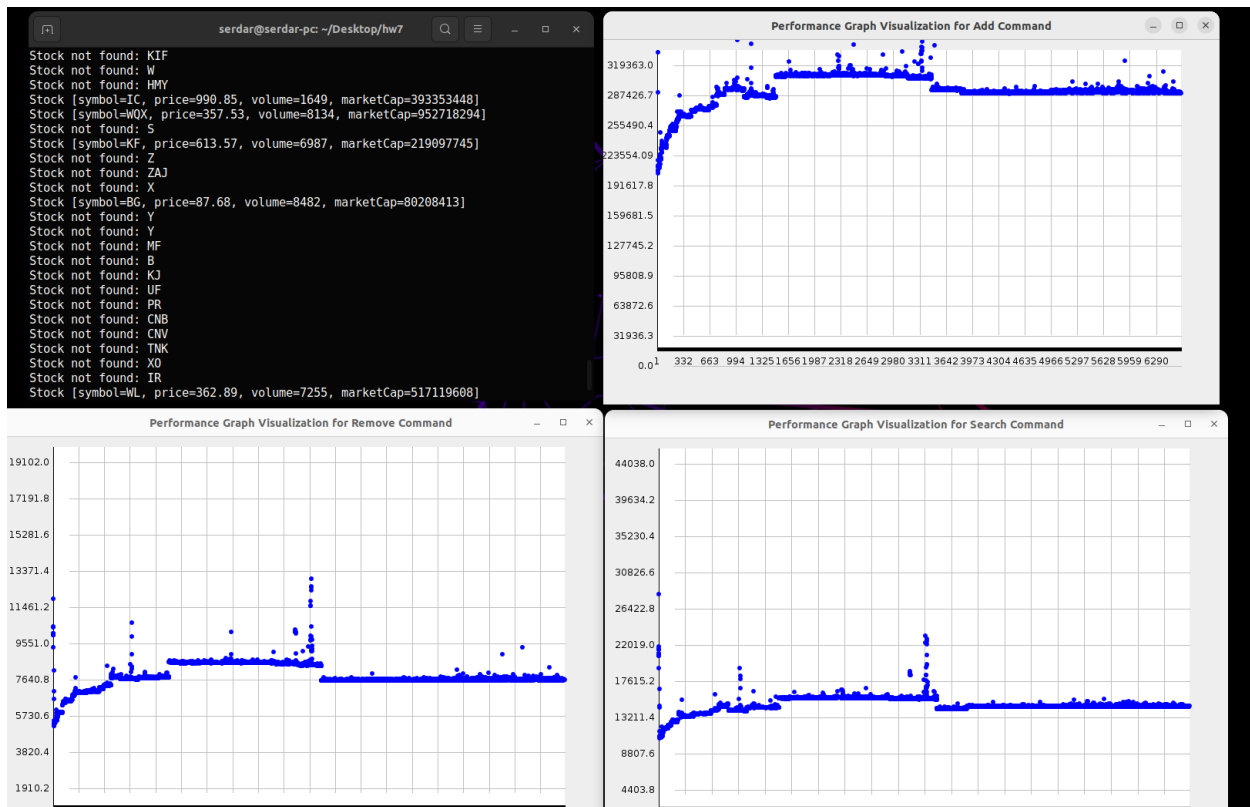 serdar@serdar-pc: ~/Desktop/hw7
Stock not found: KIF
Stock not found: W
Stock not found: HMY
Stock [symbol=IC, price=990.85, volume=1649, marketCap=393353448]
Stock [symbol=WQX, price=357.53, volume=8134, marketCap=952718294]
Stock not found: S
Stock [symbol=KF, price=613.57, volume=6987, marketCap=219097745]
Stock not found: Z
Stock not found: ZAJ
Stock not found: X
Stock [symbol=BG, price=87.68, volume=8482, marketCap=80208413]
Stock not found: Y
Stock not found: Y
Stock not found: MF
Stock not found: B
Stock not found: KJ
Stock not found: UF
Stock not found: PR
Stock not found: CNB
Stock not found: CNV
Stock not found: TNK
Stock not found: XO
Stock not found: IR
Stock [symbol=WL, price=362.89, volume=7255, marketCap=517119608]
Performance Graph Visualization for Add Command
319363.0
287426.7
255490.4
223554.09
191617.8
159681.5
127745.2
95808.9
63872.6
31936.3
0.0
1 332 663 994 1325 1656 1987 2318 2649 2980 3311 3642 3973 4304 4635 4966 5297 5628 5959 6290
Performance Graph Visualization for Remove Command
19102.0
17191.8
15281.6
13371.4
11461.2
9551.0
7640.8
5730.6
3820.4
1910.2
Performance Graph Visualization for Search Command
44038.0
39634.2
35230.4
30826.6
26422.8
22019.0
17615.2
13211.4
8807.6
4403.8